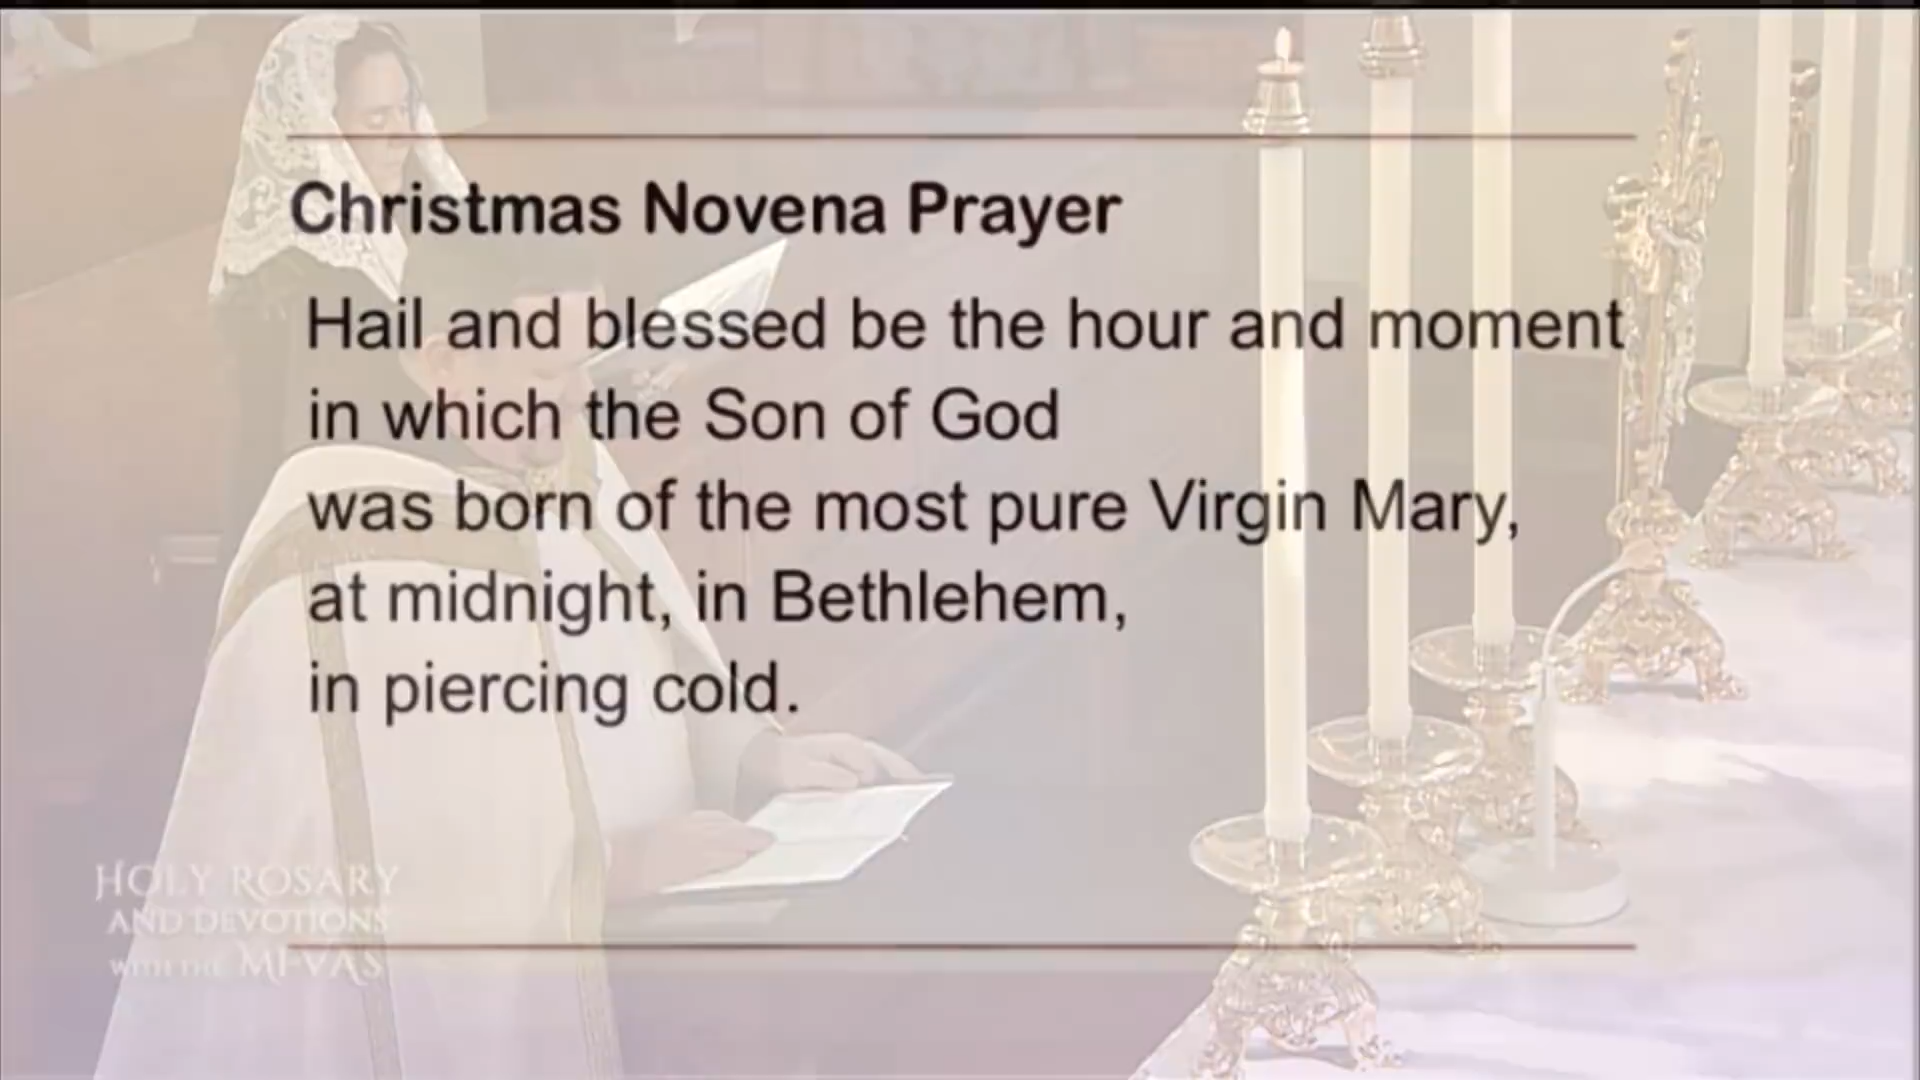 Christmas Novena Prayer
Hail and blessed be the hour and moment
in which the Son of God
was born of the most pure Virgin Mary,
at midnight, in Bethlehem,
in piercing cold.
HOLY ROSARY
AND DEVOTIONS
WITH THE MI-VAS